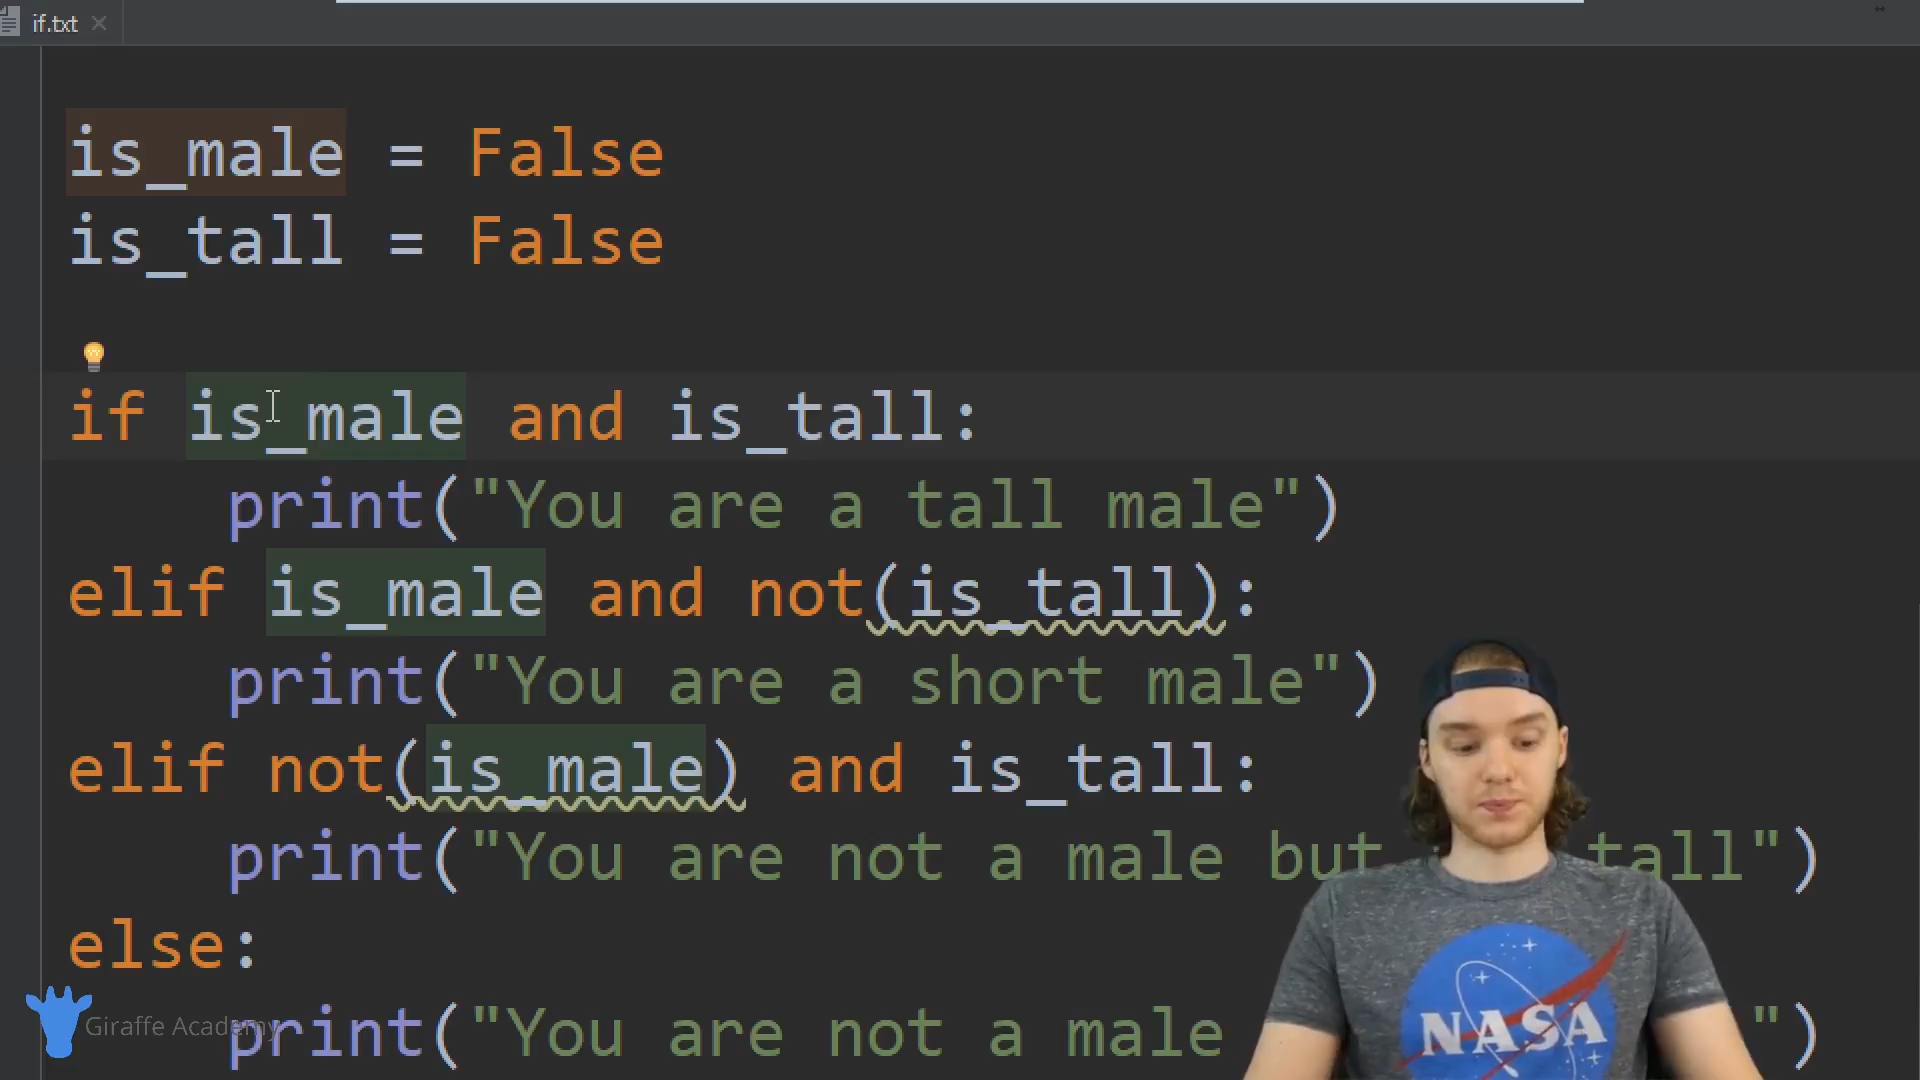 if.txt
is_male = False
is_tall = False
if is_male and is_tall:
print("You are a tall male")
elif is_male and not(is_tall):
print("You are a short male")
elif not(is_male) and is_tall:
print("You are not a male but tall")
else:
print("You are not a male ")
Giraffe Academy
NASA